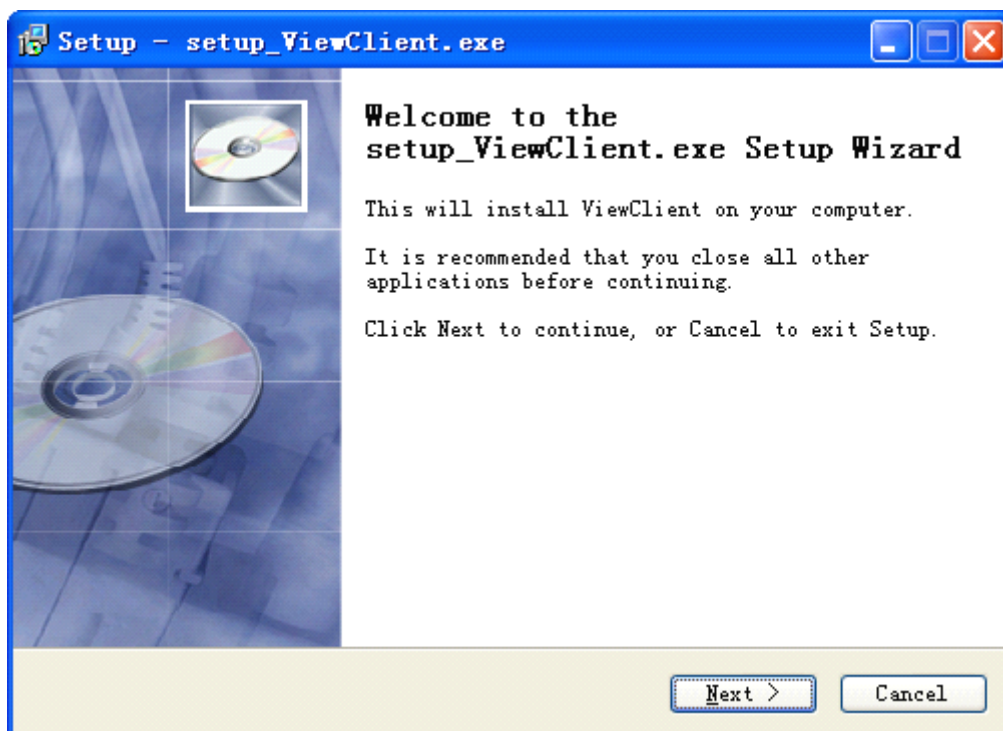 Setup - setup_ViewClient.exe
Welcome to the
setup_ViewClient.exe Setup Wizard
This will install ViewClient on your computer.
It is recommended that you close all other
applications before continuing.
Click Next to continue, or Cancel to exit Setup.
Next >
Cancel